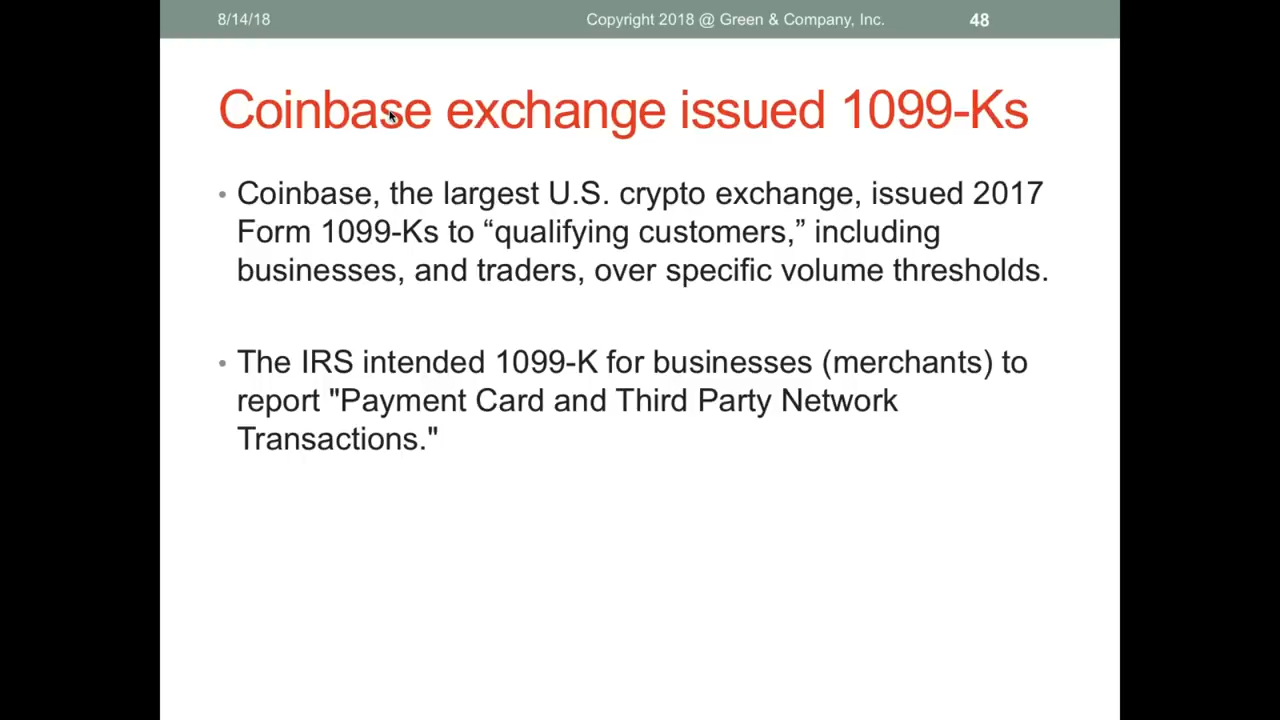 8/14/18 Copyright 2018 @ Green & Company, Inc. 48
Coinbase exchange issued 1099-Ks
• Coinbase, the largest U.S. crypto exchange, issued 2017
Form 1099-Ks to “qualifying customers,” including
businesses, and traders, over specific volume thresholds.
• The IRS intended 1099-K for businesses (merchants) to
report "Payment Card and Third Party Network
Transactions."